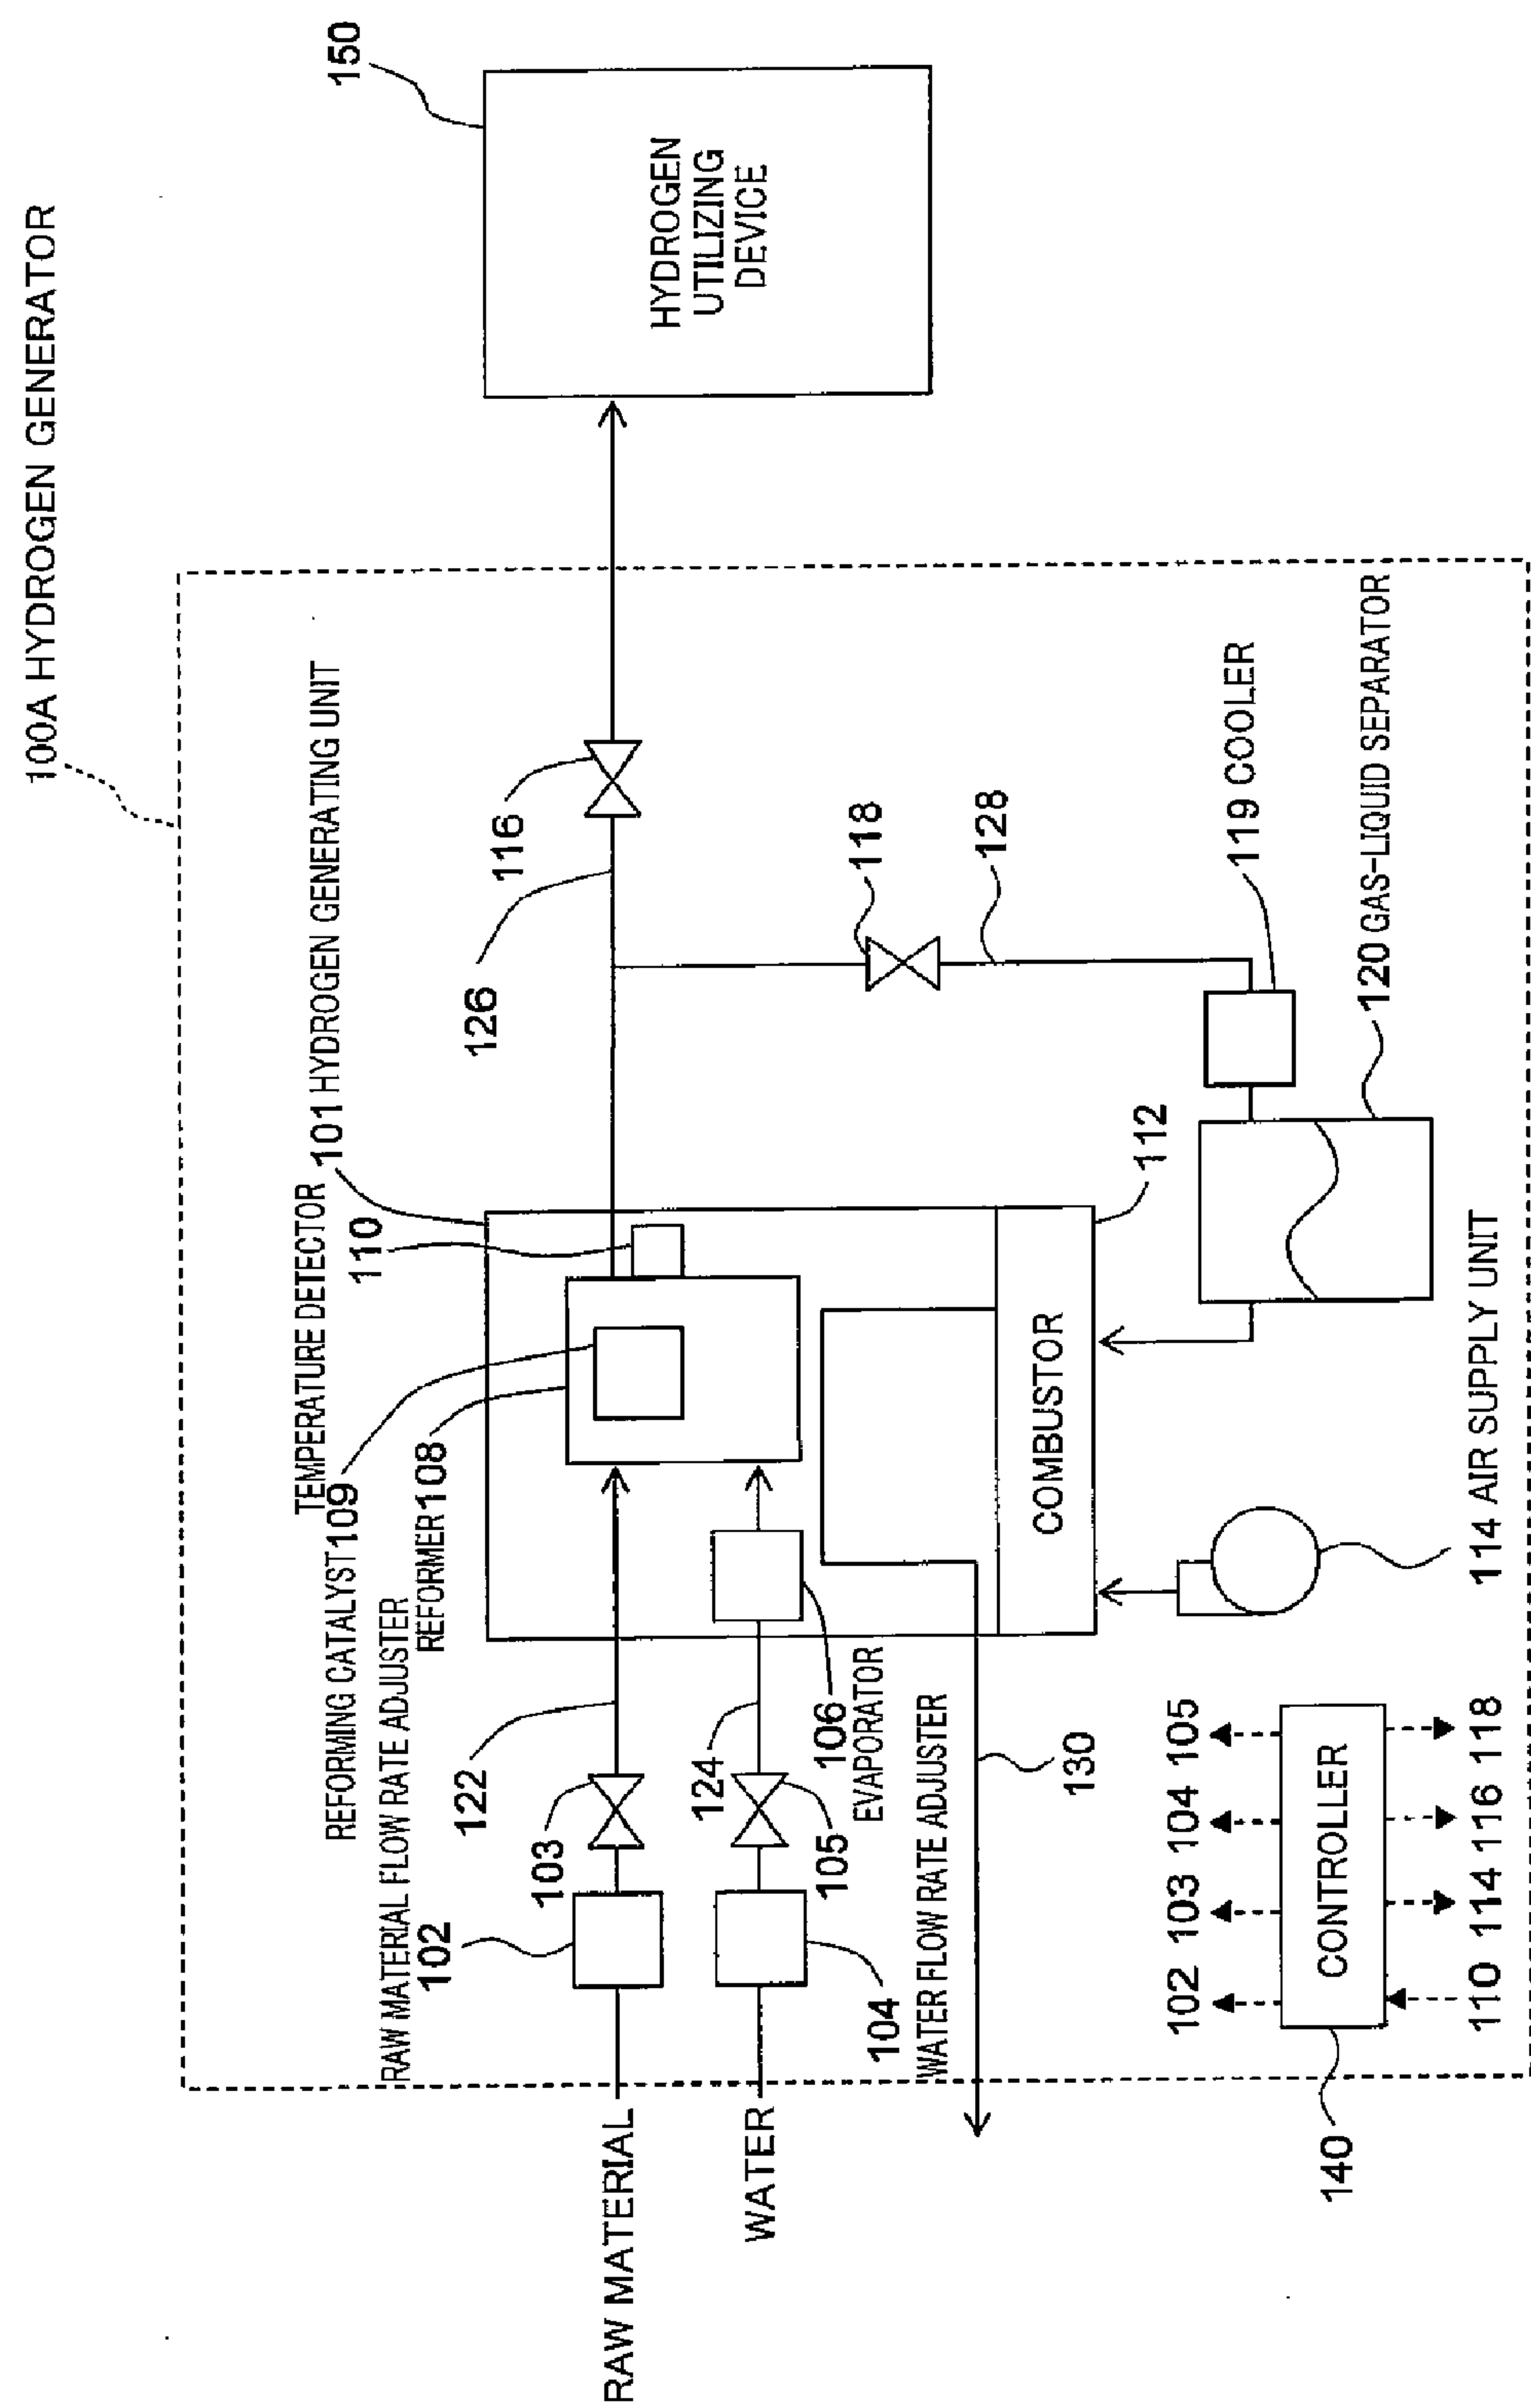 100A HYDROGEN GENERATOR
150
HYDROGEN
UTILIZING
DEVICE
TEMPERATURE DETECTOR
101 HYDROGEN GENERATING UNIT
110
REFORMING CATALYST 109
REFORMER 108
RAW MATERIAL FLOW RATE ADJUSTER
102
103
122
126
116
RAW MATERIAL
WATER
124
105
106
EVAPORATOR
104
WATER FLOW RATE ADJUSTER
130
118
128
COMBUSTOR
112
119 COOLER
120 GAS-LIQUID SEPARATOR
114 AIR SUPPLY UNIT
102 103 104 105
CONTROLLER
110 114 116 118
140